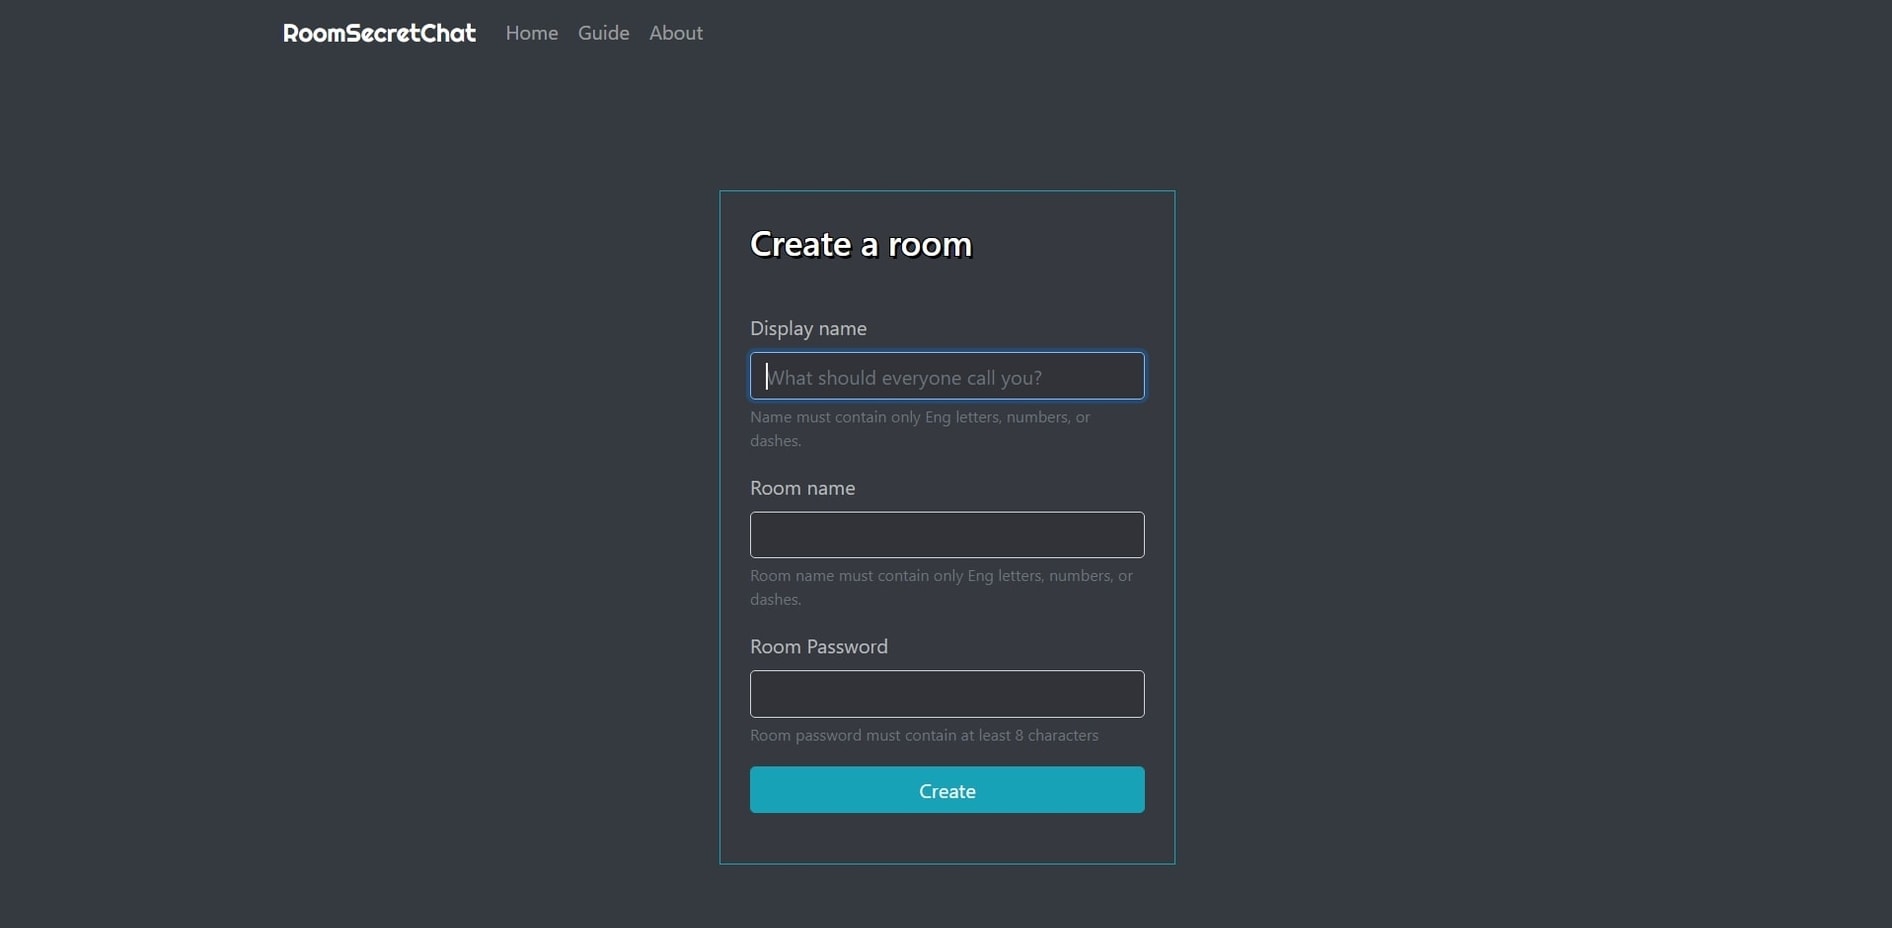 RoomSecretChat Home Guide About
Create a room
Display name
What should everyone call you?
Name must contain only Eng letters, numbers, or
dashes.
Room name
Room name must contain only Eng letters, numbers, or
dashes.
Room Password
Room password must contain at least 8 characters
Create